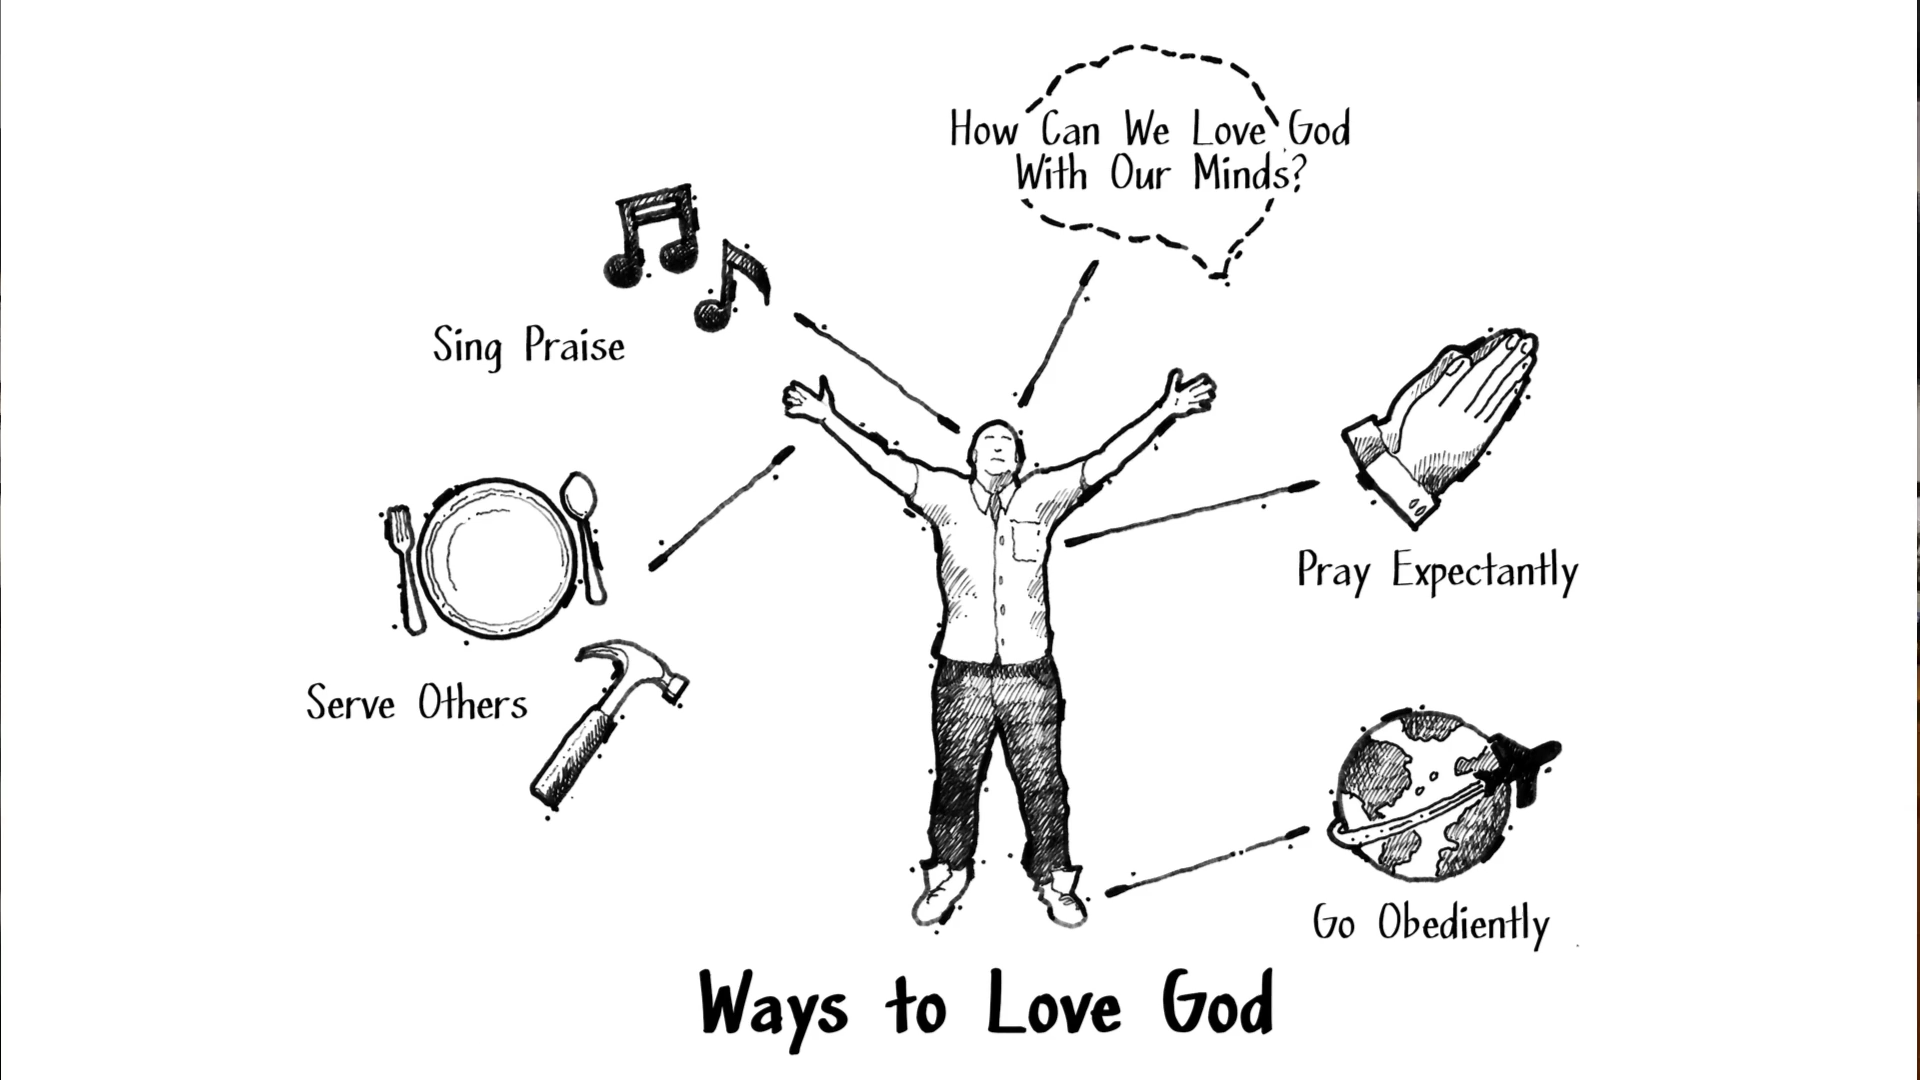 How Can We Love God
With Our Minds?
Sing Praise
Pray Expectantly
Serve Others
Go Obediently
Ways to Love God